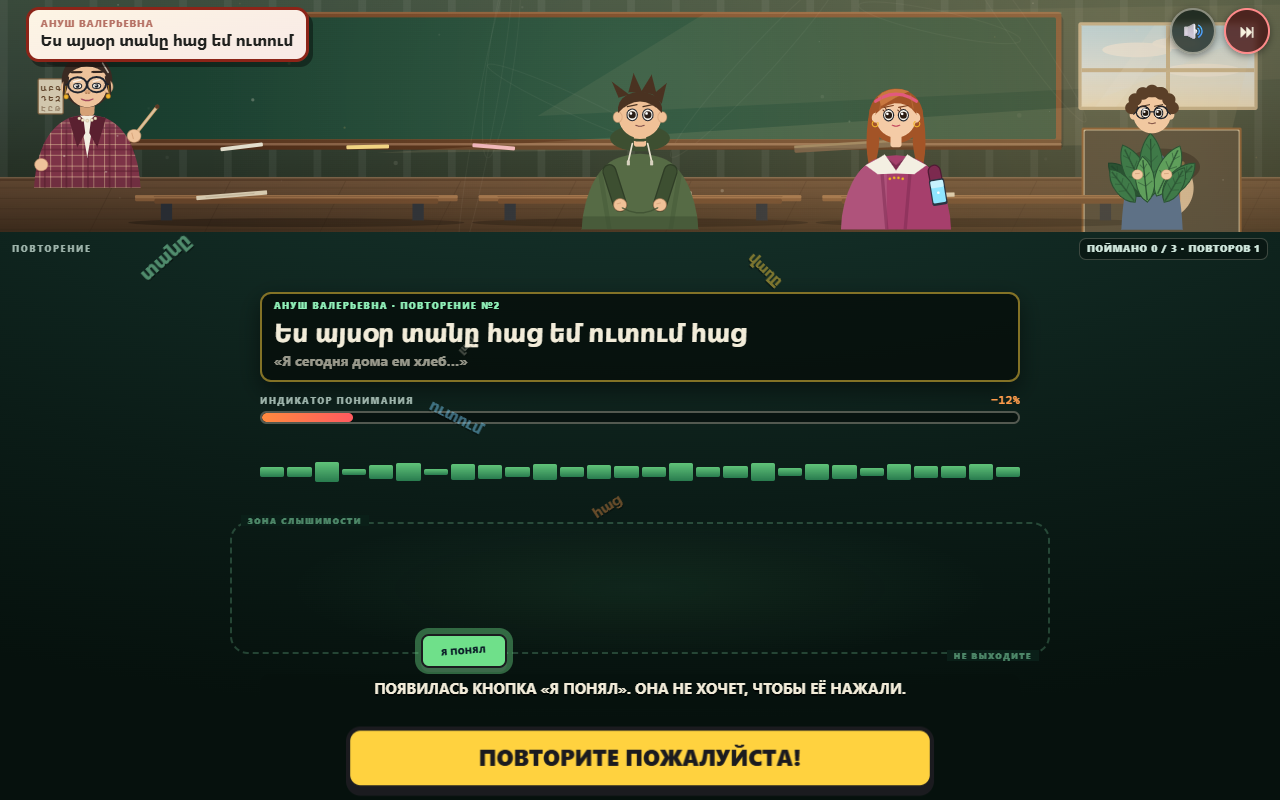 АНУШ ВАЛЕРЬЕВНА
Ես այսօր տանը հաց եմ ուտում
Ա Բ Գ
Դ Ե Զ
Է Ը Թ
ПОВТОРЕНИЕ
ПОЙМАНО 0 / 3 · ПОВТОРОВ 1
տանը
վաղը
АНУШ ВАЛЕРЬЕВНА · ПОВТОРЕНИЕ №2
Ես այսօր տանը հաց եմ ուտում հաց
«Я сегодня дома ем хлеб…»
ИНДИКАТОР ПОНИМАНИЯ
−12%
ուտում
հաց
ЗОНА СЛЫШИМОСТИ
Я ПОНЯЛ
НЕ ВЫХОДИТЕ
ПОЯВИЛАСЬ КНОПКА «Я ПОНЯЛ». ОНА НЕ ХОЧЕТ, ЧТОБЫ ЕЁ НАЖАЛИ.
ПОВТОРИТЕ ПОЖАЛУЙСТА!